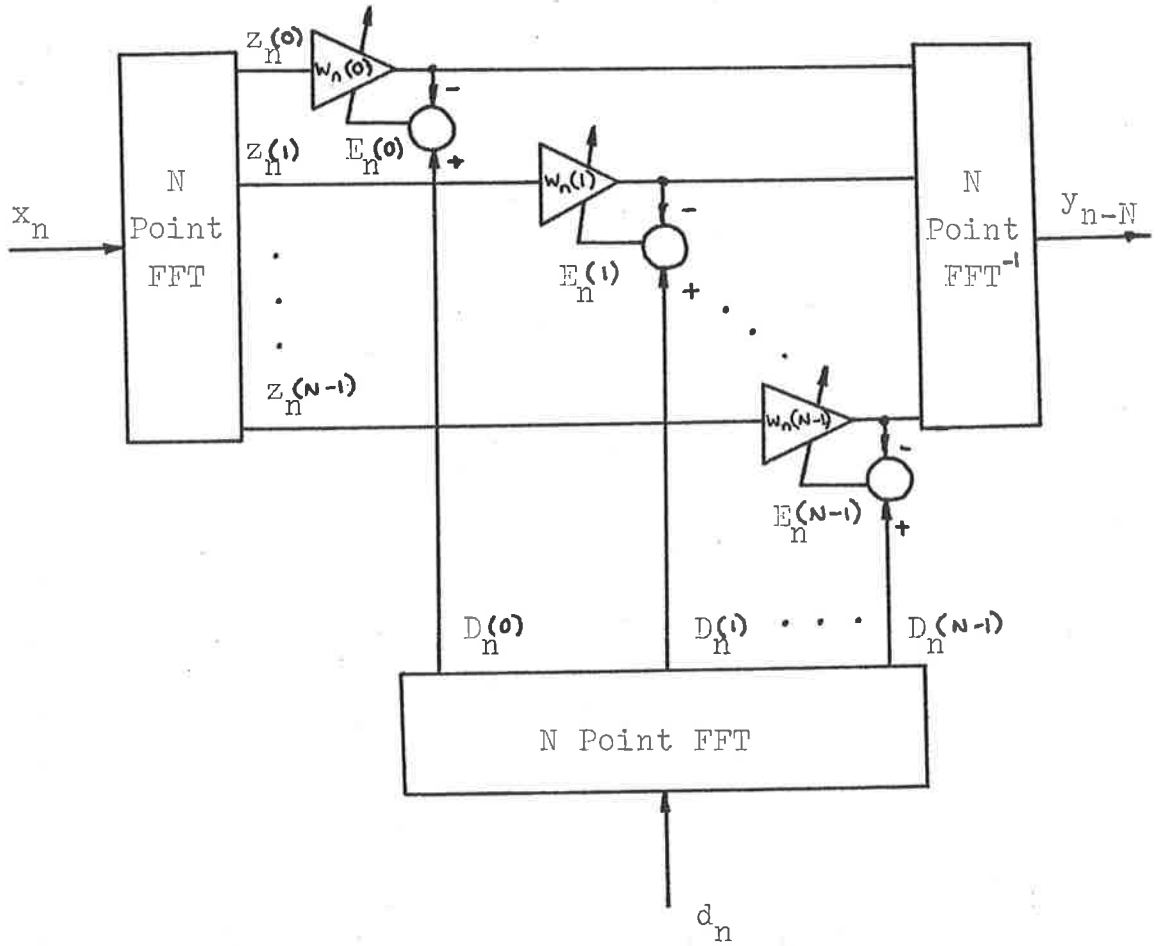 z_n(0)
w_n(0)
E_n(0)
-
+
z_n(1)
w_n(1)
E_n(1)
-
+
N
Point
FFT
x_n
N
Point
FFT⁻¹
y_{n-N}
z_n(N-1)
w_n(N-1)
E_n(N-1)
-
+
D_n(0)
D_n(1)
D_n(N-1)
N Point FFT
d_n